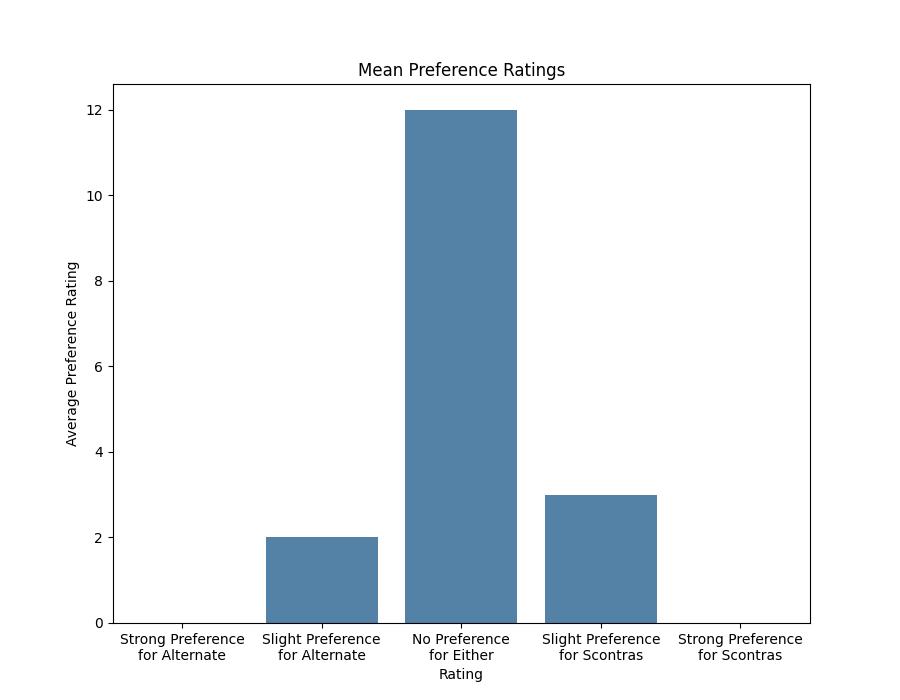 Mean Preference Ratings
Average Preference Rating
12
10
8
6
4
2
0
Strong Preference
for Alternate
Slight Preference
for Alternate
No Preference
for Either
Slight Preference
for Scontras
Strong Preference
for Scontras
Rating